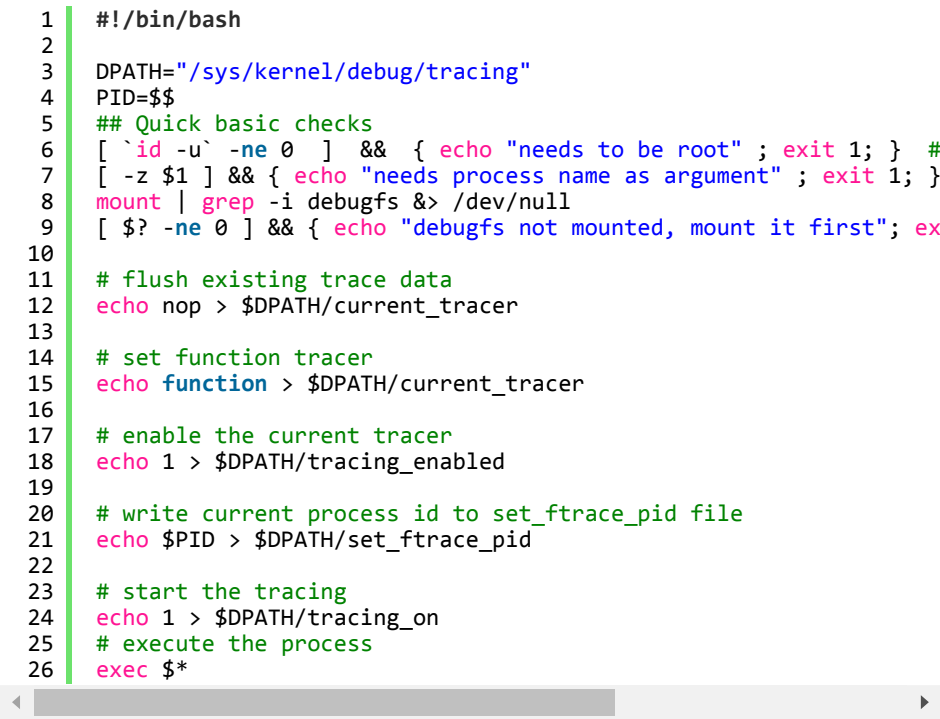 1 #!/bin/bash
2
3 DPATH="/sys/kernel/debug/tracing"
4 PID=$$
5 ## Quick basic checks
6 [ `id -u` -ne 0  ]  &&  { echo "needs to be root" ; exit 1; }  #
7 [ -z $1 ] && { echo "needs process name as argument" ; exit 1; }
8 mount | grep -i debugfs &> /dev/null
9 [ $? -ne 0 ] && { echo "debugfs not mounted, mount it first"; ex
10
11 # flush existing trace data
12 echo nop > $DPATH/current_tracer
13
14 # set function tracer
15 echo function > $DPATH/current_tracer
16
17 # enable the current tracer
18 echo 1 > $DPATH/tracing_enabled
19
20 # write current process id to set_ftrace_pid file
21 echo $PID > $DPATH/set_ftrace_pid
22
23 # start the tracing
24 echo 1 > $DPATH/tracing_on
25 # execute the process
26 exec $*